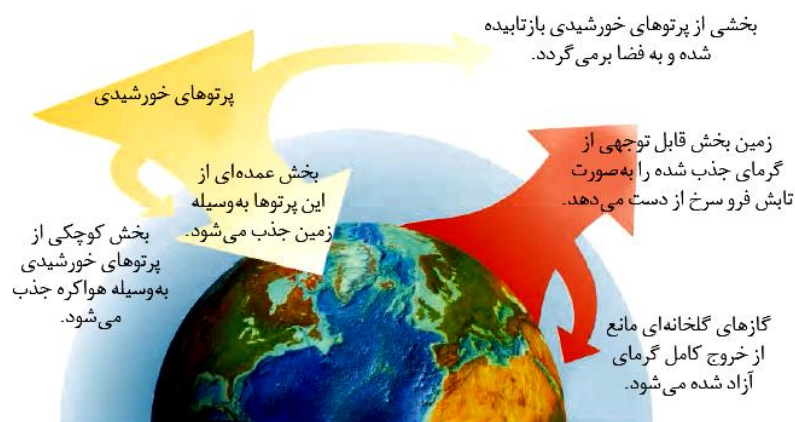 بخشی از پرتوهای خورشیدی بازتابیده
شده و به فضا برمی‌گردد.
پرتوهای خورشیدی
زمین بخش قابل توجهی از
گرمای جذب شده را به‌صورت
تابش فرو سرخ از دست می‌دهد.
بخش عمده‌ای از
این پرتوها به‌وسیله
زمین جذب می‌شود.
بخش کوچکی از
پرتوهای خورشیدی
به‌وسیله هواکره جذب
می‌شود.
گازهای گلخانه‌ای مانع
از خروج کامل گرمای
آزاد شده می‌شود.